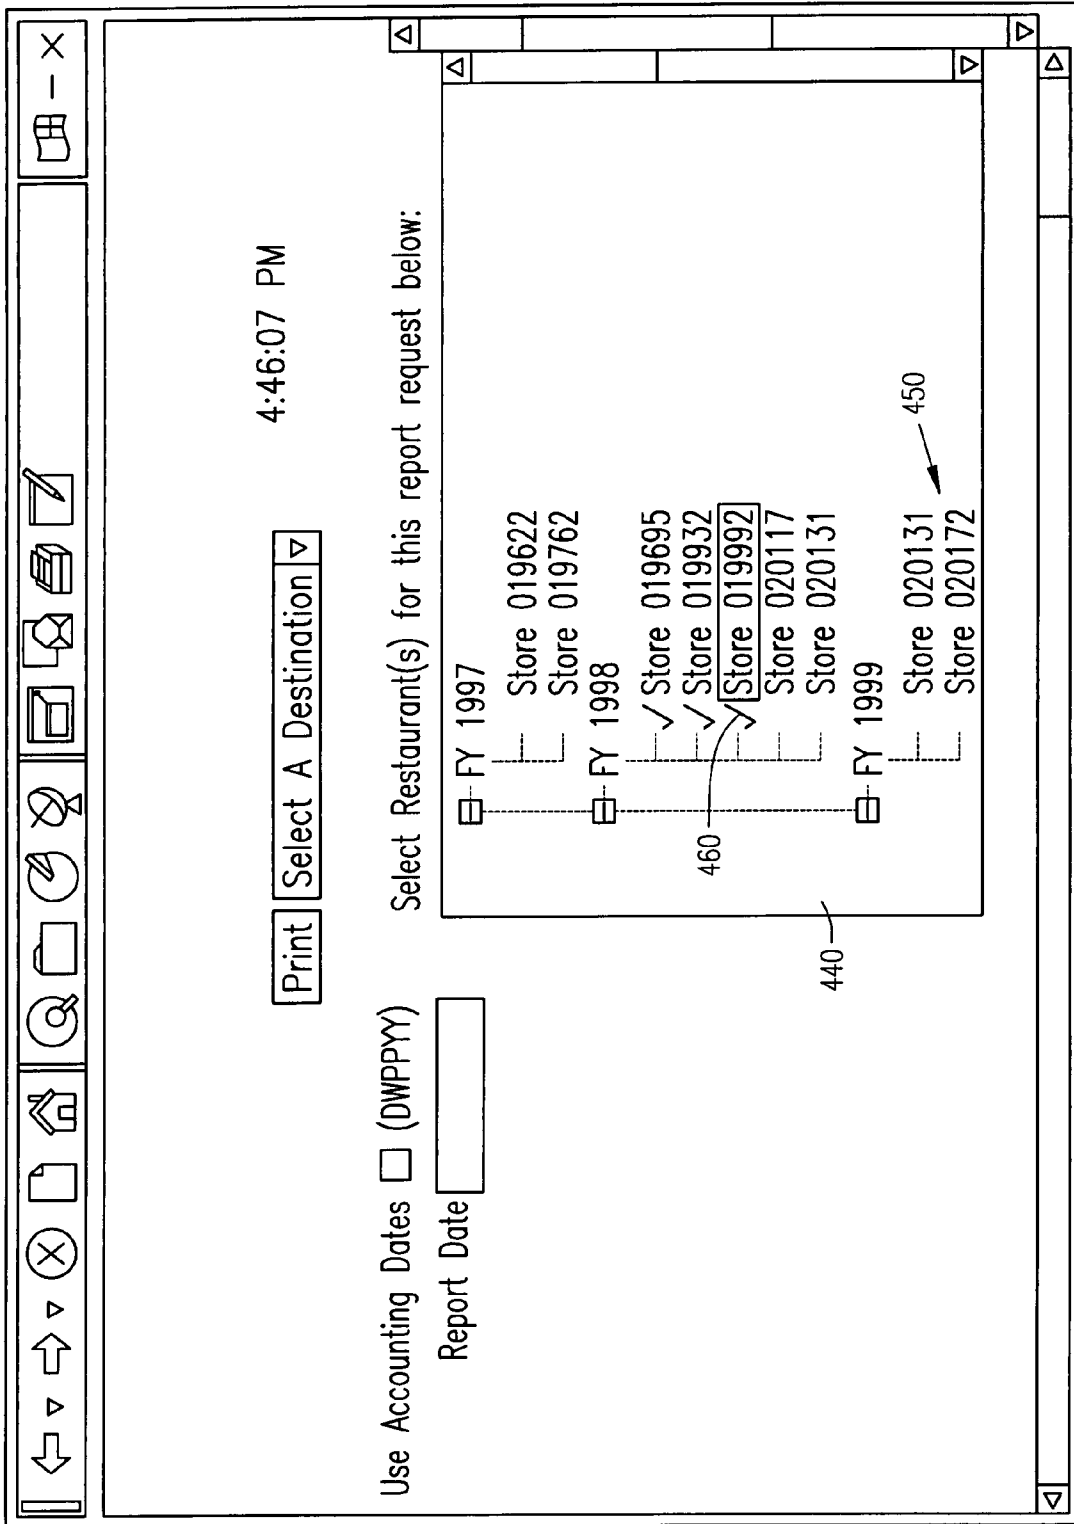 4:46:07 PM
Print Select A Destination
Use Accounting Dates (DWPPYY)
Report Date
Select Restaurant(s) for this report request below:
FY 1997
Store 019622
Store 019762
FY 1998
Store 019695
Store 019932
Store 019992
Store 020117
Store 020131
FY 1999
Store 020131
Store 020172
460
440
450